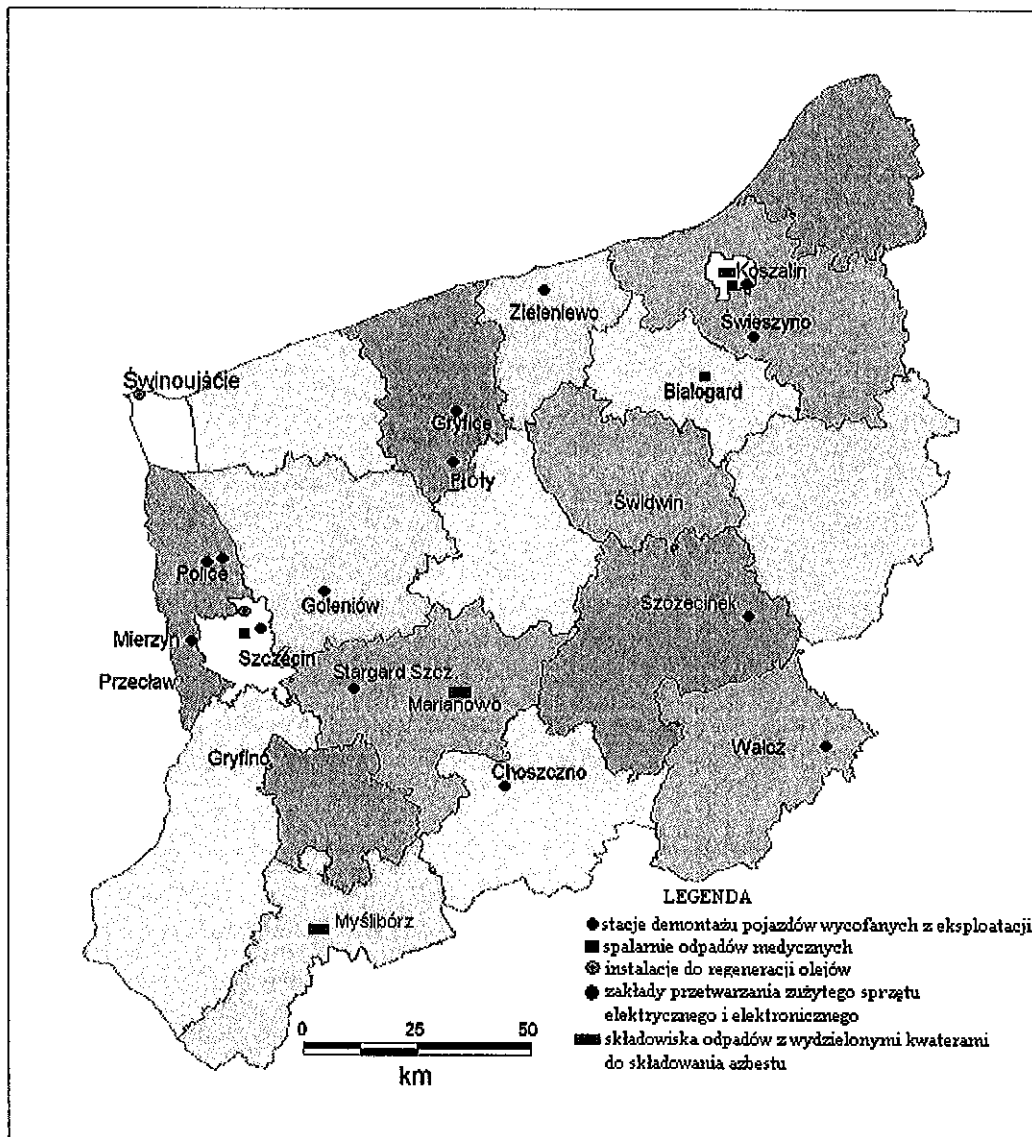 Koszalin
Zieleniewo
Świeszyno
Świnoujście
Białogard
Gryfice
Płoty
Świdwin
Police
Goleniów
Szczecinek
Mierzyn
Szczecin
Przecław
Stargard Szcz.
Marianowo
Gryfino
Wałcz
Choszczno
Myślibórz
LEGENDA
stacje demontażu pojazdów wycofanych z eksploatacji
spalarnie odpadów medycznych
instalacje do regeneracji olejów
zakłady przetwarzania zużytego sprzętu
elektrycznego i elektronicznego
składowiska odpadów z wydzielonymi kwaterami
do składowania azbestu
0 25 50
km